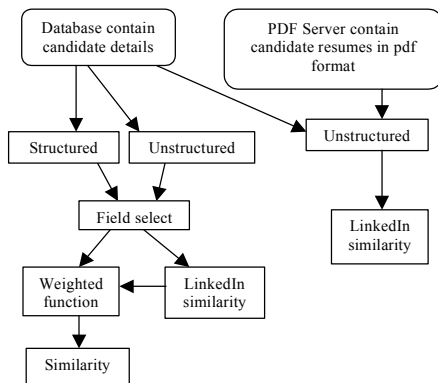 Database contain
candidate details
PDF Server contain
candidate resumes in pdf
format
Structured
Unstructured
Unstructured
Field select
LinkedIn
similarity
Weighted
function
LinkedIn
similarity
Similarity